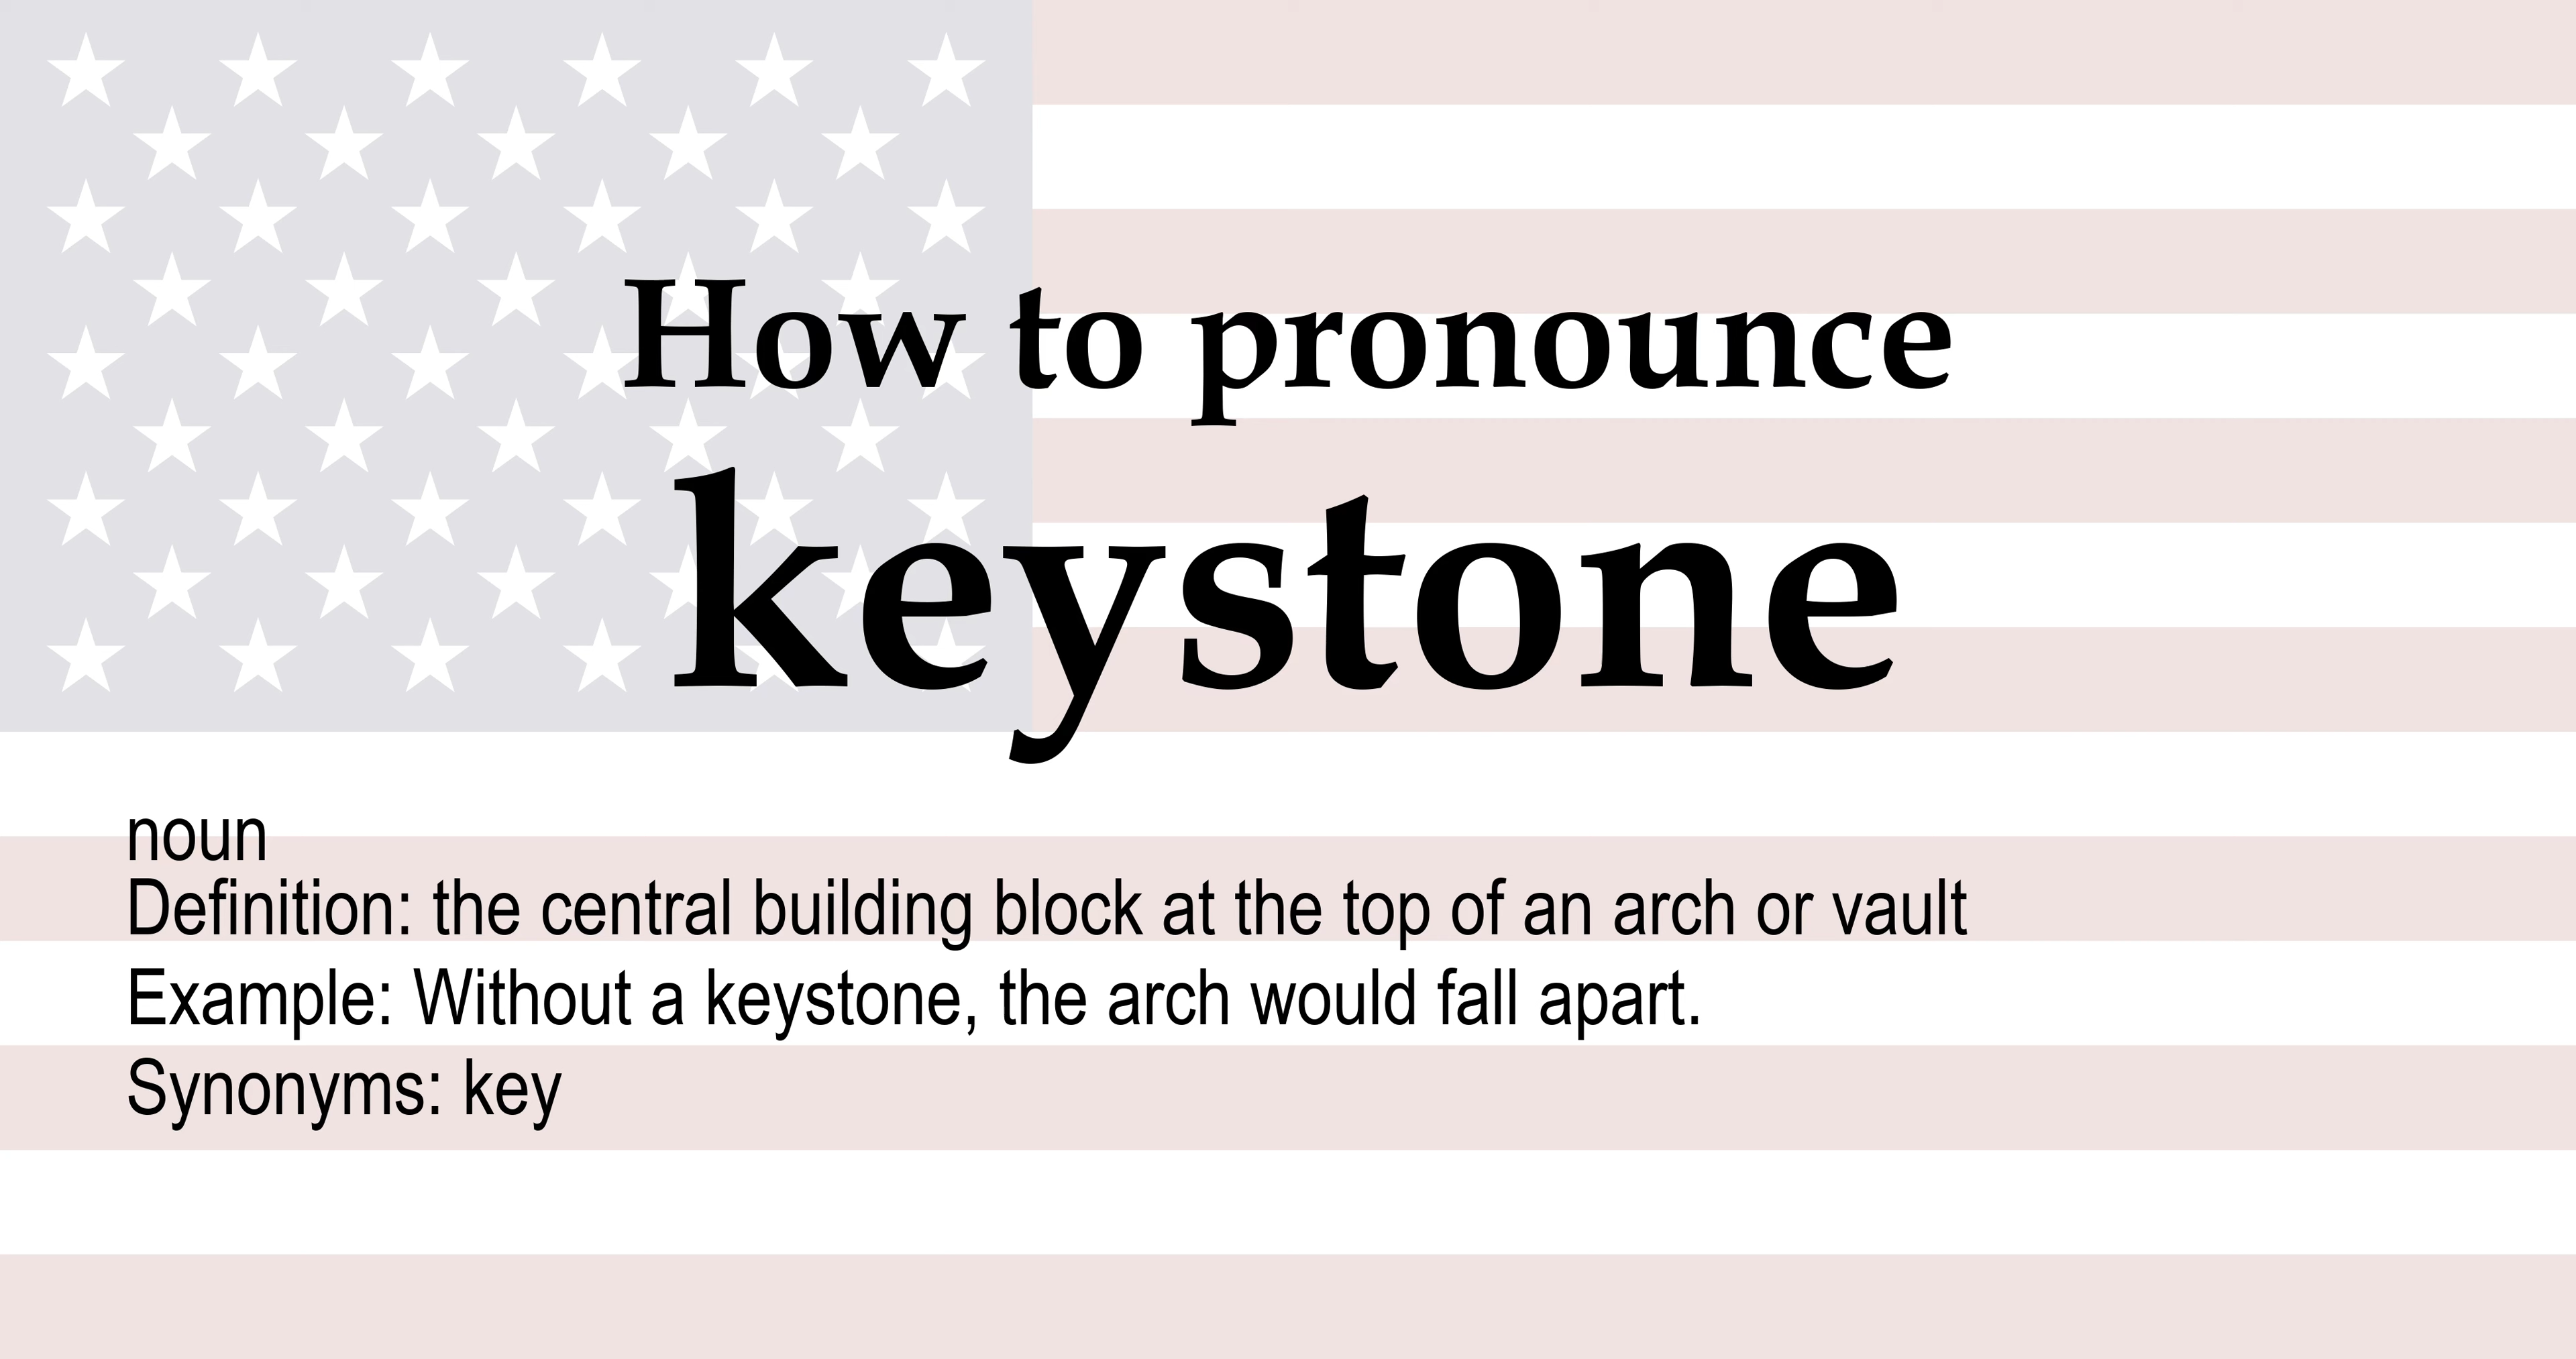 How to pronounce
keystone
noun
Definition: the central building block at the top of an arch or vault
Example: Without a keystone, the arch would fall apart.
Synonyms: key